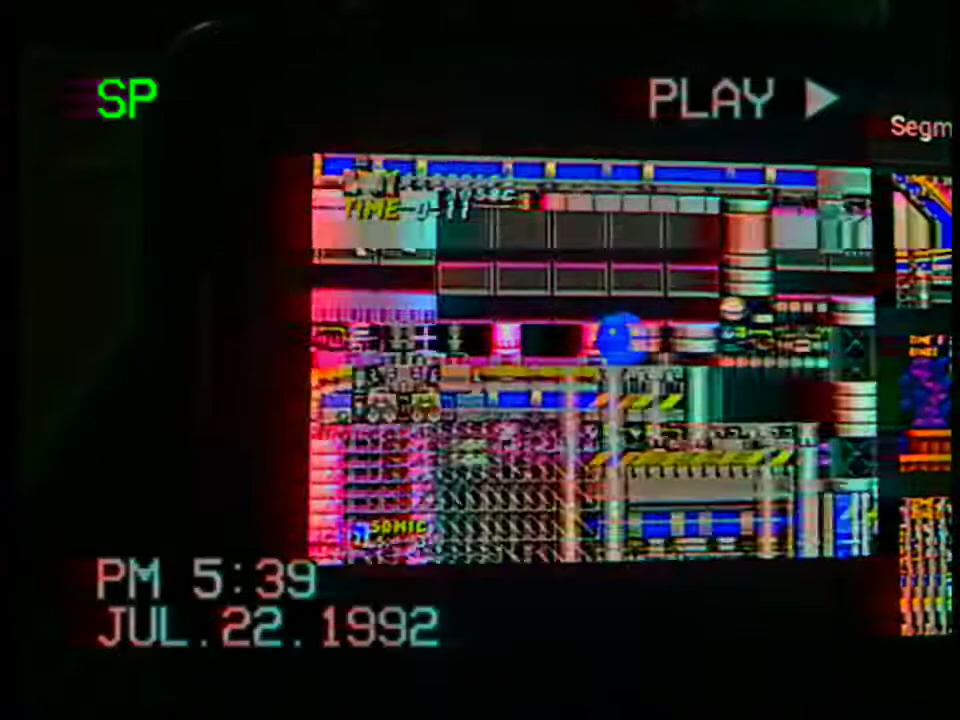 SP
PLAY
Segm
TIME 0:11
SONIC
PM 5:39
JUL.22.1992